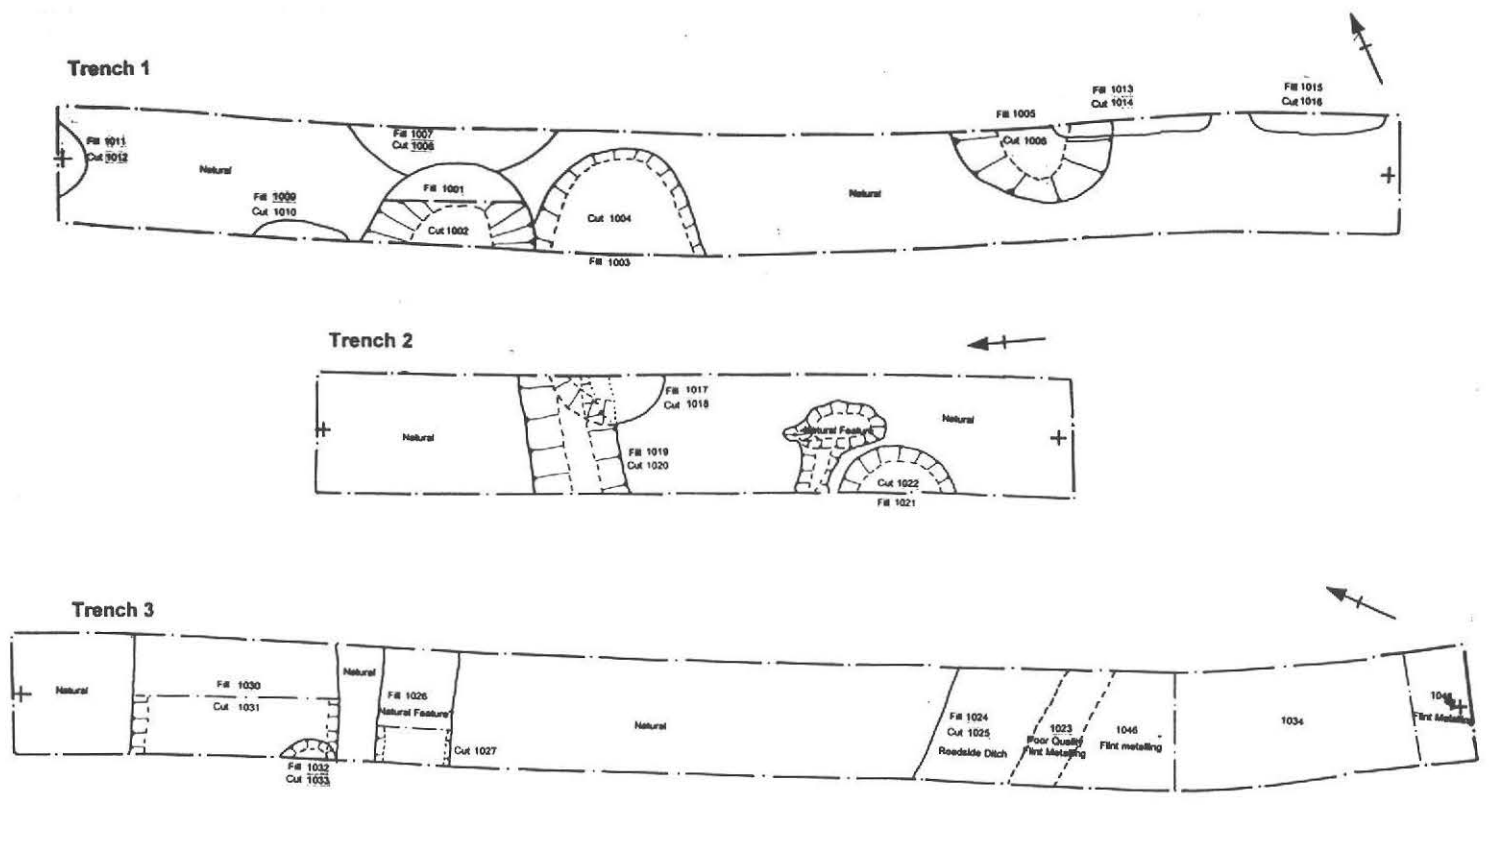 Trench 1
Fill 1011
Cut 1012
Natural
Fill 1009
Cut 1010
Fill 1007
Cut 1008
Fill 1001
Cut 1002
Cut 1004
Fill 1003
Natural
Fill 1005
Cut 1006
Fill 1013
Cut 1014
Fill 1015
Cut 1016
Trench 2
Natural
Fill 1017
Cut 1018
Fill 1019
Cut 1020
Natural Feature
Cut 1022
Fill 1021
Natural
Trench 3
Natural
Fill 1030
Cut 1031
Fill 1032
Cut 1033
Natural
Fill 1026
Natural Feature
Cut 1027
Natural
Fill 1024
Cut 1025
Roadside Ditch
1023
Poor Quality
Flint Metalling
1046
Flint metalling
1034
Flint Metalling